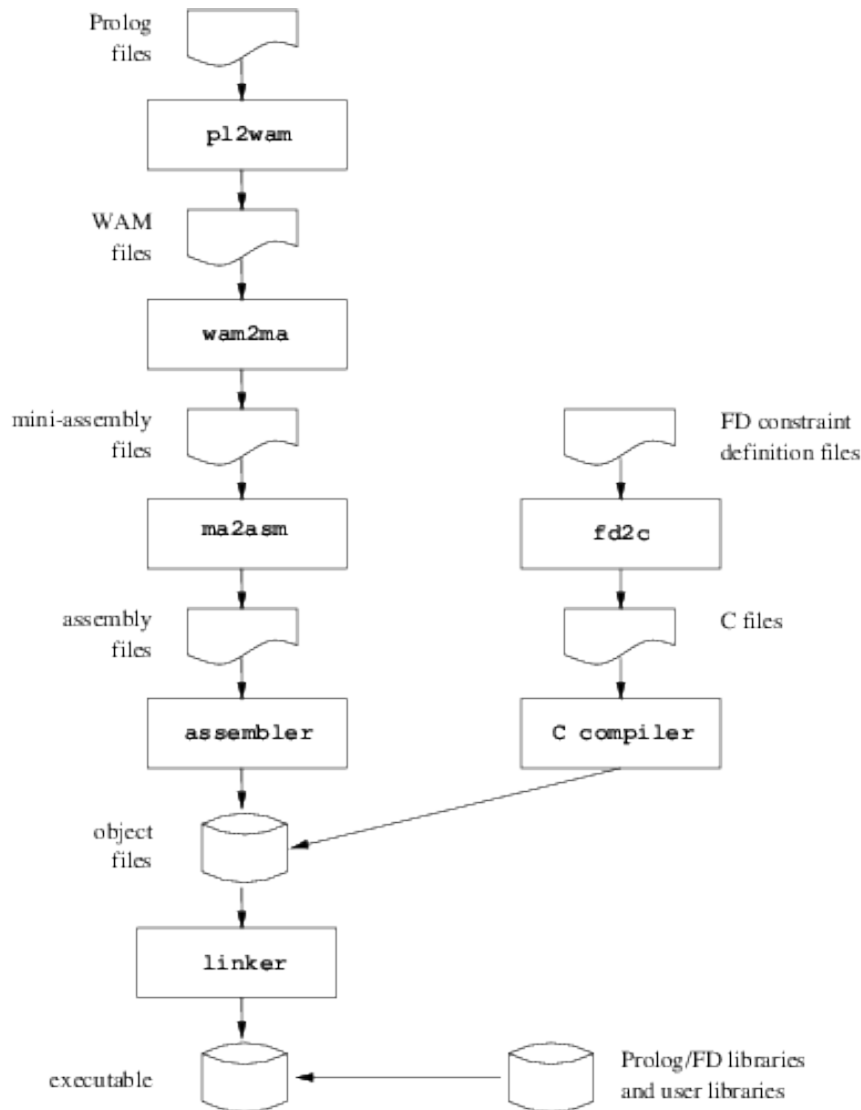 Prolog
files
pl2wam
WAM
files
wam2ma
mini-assembly
files
FD constraint
definition files
ma2asm
fd2c
assembly
files
C files
assembler
C compiler
object
files
linker
executable
Prolog/FD libraries
and user libraries